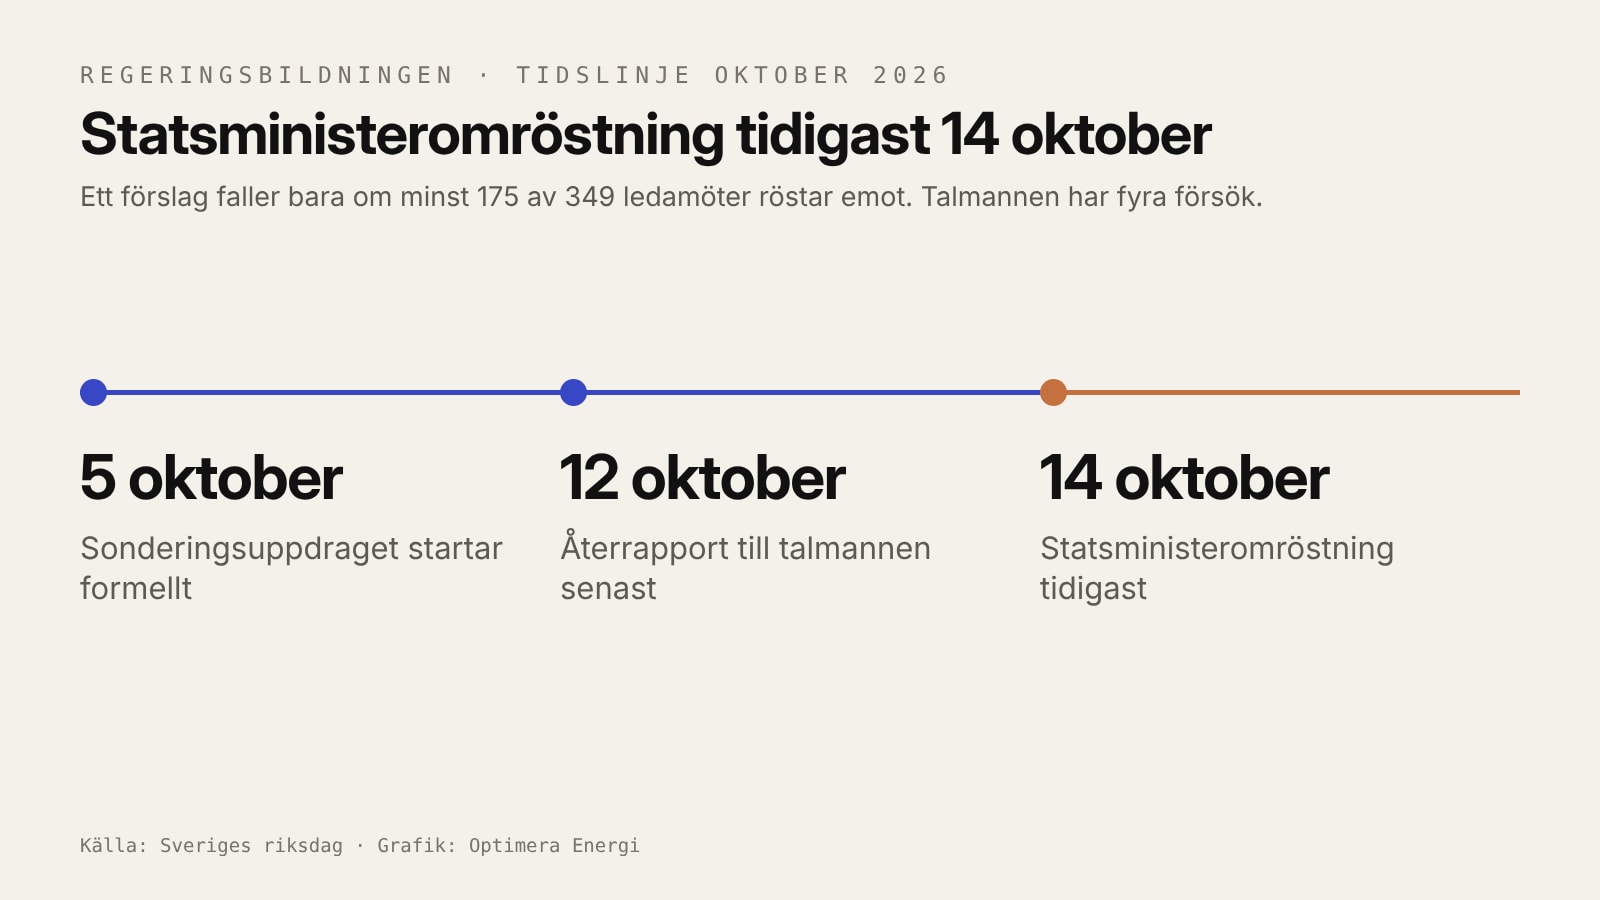 REGERINGSBILDNINGEN · TIDSLINJE OKTOBER 2026
Statsministeromröstning tidigast 14 oktober
Ett förslag faller bara om minst 175 av 349 ledamöter röstar emot. Talmannen har fyra försök.
5 oktober
Sonderingsuppdraget startar
formellt
12 oktober
Återrapport till talmannen
senast
14 oktober
Statsministeromröstning
tidigast
Källa: Sveriges riksdag · Grafik: Optimera Energi